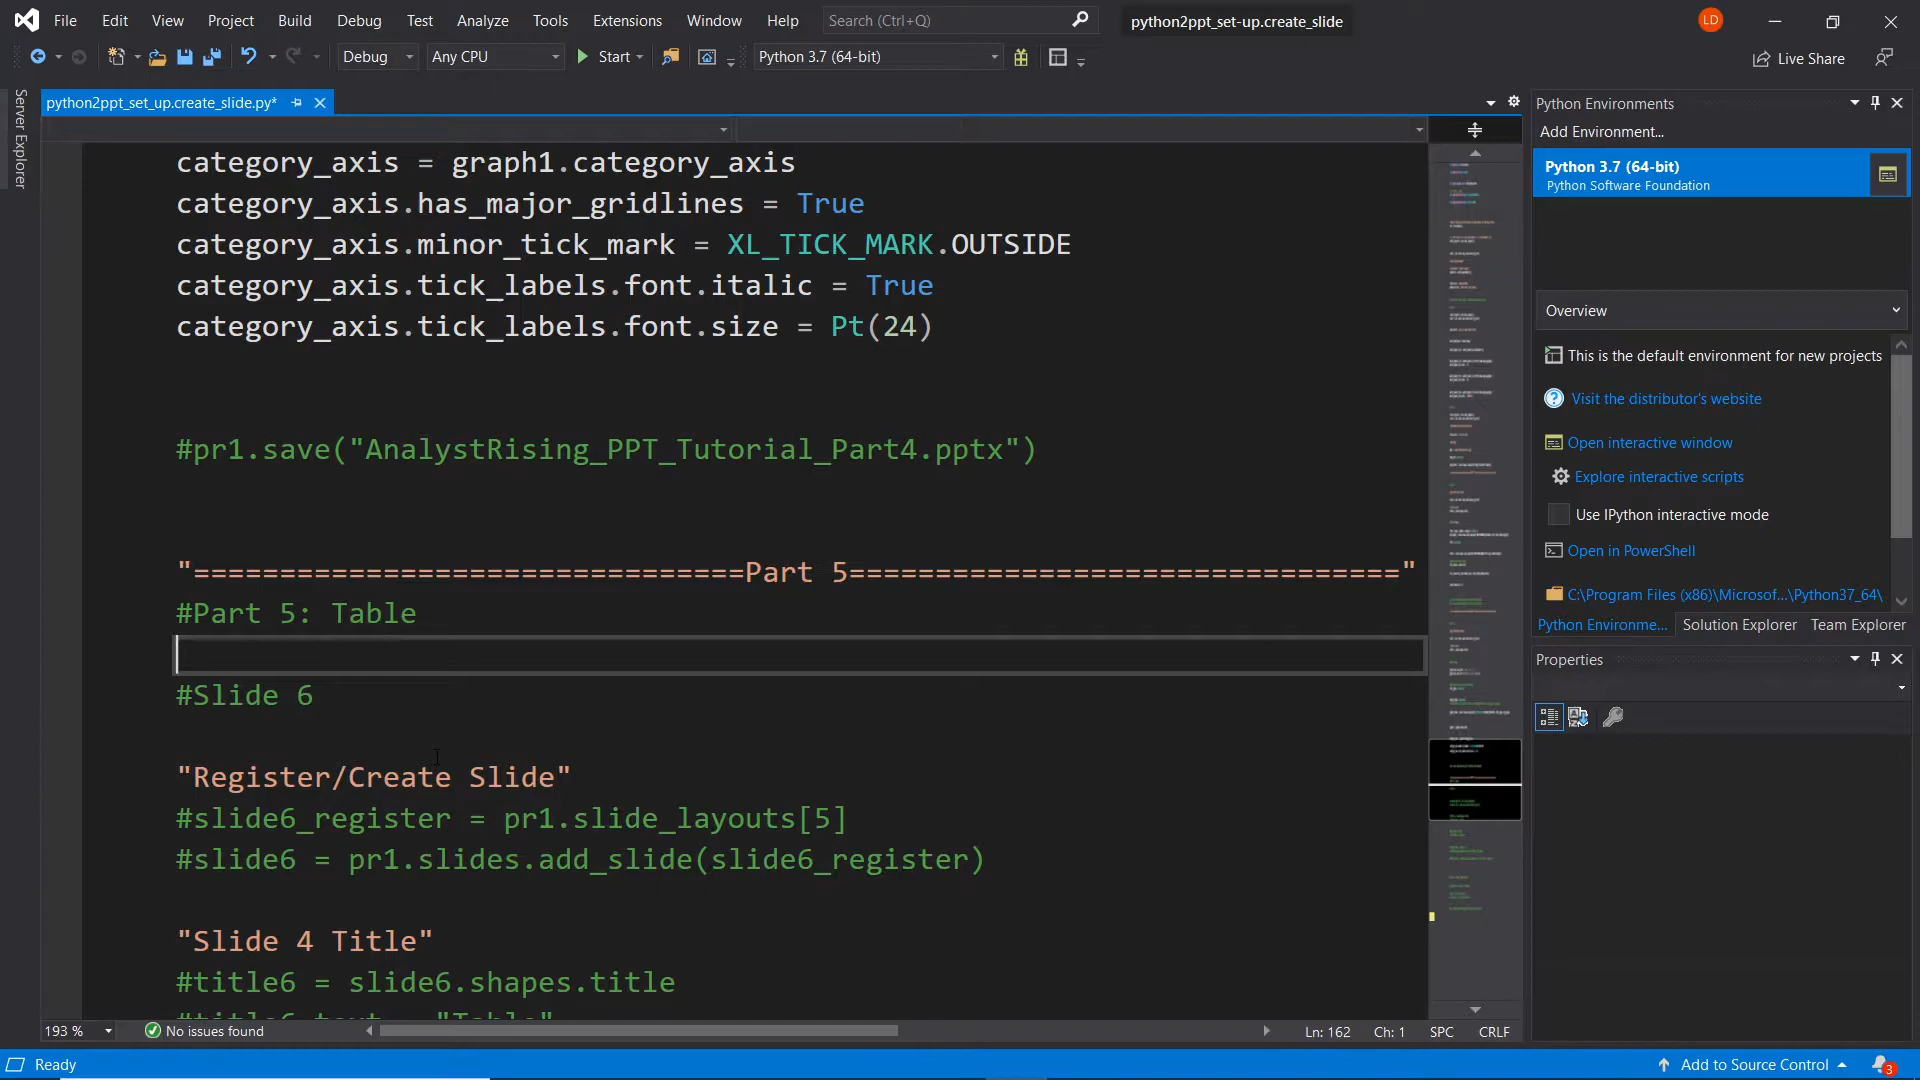 File Edit View Project Build Debug Test Analyze Tools Extensions Window Help Search (Ctrl+Q) python2ppt_set-up.create_slide LD
Debug Any CPU Start Python 3.7 (64-bit) Live Share
Server Explorer
python2ppt_set_up.create_slide.py*
category_axis = graph1.category_axis
category_axis.has_major_gridlines = True
category_axis.minor_tick_mark = XL_TICK_MARK.OUTSIDE
category_axis.tick_labels.font.italic = True
category_axis.tick_labels.font.size = Pt(24)
#pr1.save("AnalystRising_PPT_Tutorial_Part4.pptx")
"================================Part 5================================"
#Part 5: Table
#Slide 6
"Register/Create Slide"
#slide6_register = pr1.slide_layouts[5]
#slide6 = pr1.slides.add_slide(slide6_register)
"Slide 4 Title"
#title6 = slide6.shapes.title
193 % No issues found Ln: 162 Ch: 1 SPC CRLF
Python Environments
Add Environment...
Python 3.7 (64-bit)
Python Software Foundation
Overview
This is the default environment for new projects
Visit the distributor's website
Open interactive window
Explore interactive scripts
Use IPython interactive mode
Open in PowerShell
C:\Program Files (x86)\Microsof...\Python37_64\
Python Environme... Solution Explorer Team Explorer
Properties
Ready Add to Source Control 3